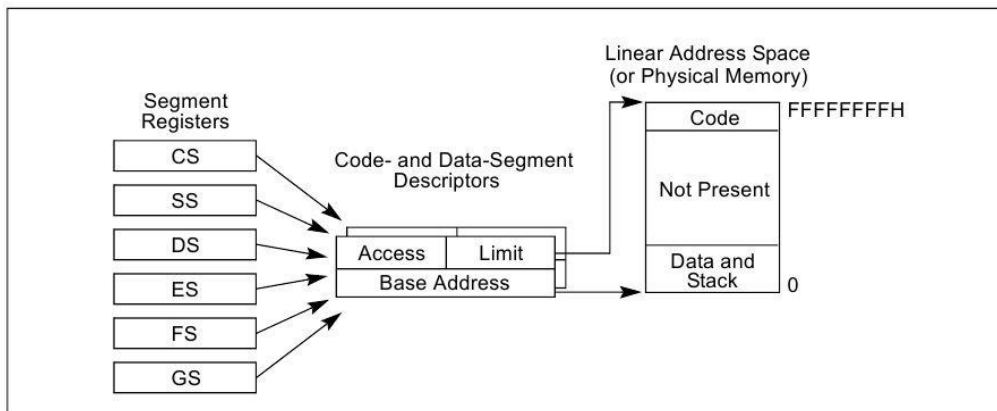 Segment
Registers
CS
SS
DS
ES
FS
GS
Code- and Data-Segment
Descriptors
Access
Limit
Base Address
Linear Address Space
(or Physical Memory)
Code
FFFFFFFFH
Not Present
Data and
Stack
0